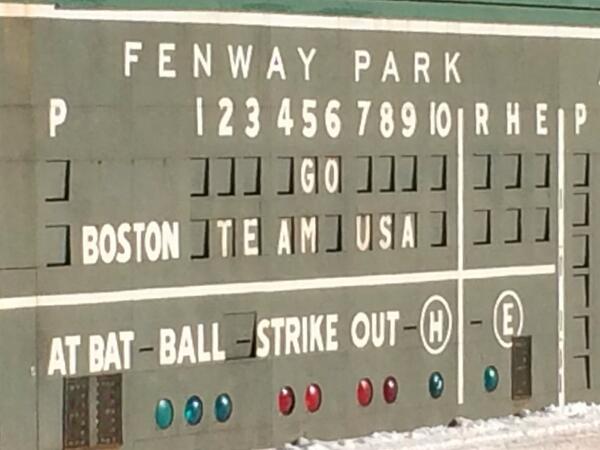 FENWAY PARK
P 1 2 3 4 5 6 7 8 9 10 R H E P
GO
BOSTON TEAM USA
AT BAT - BALL - STRIKE OUT - H - E